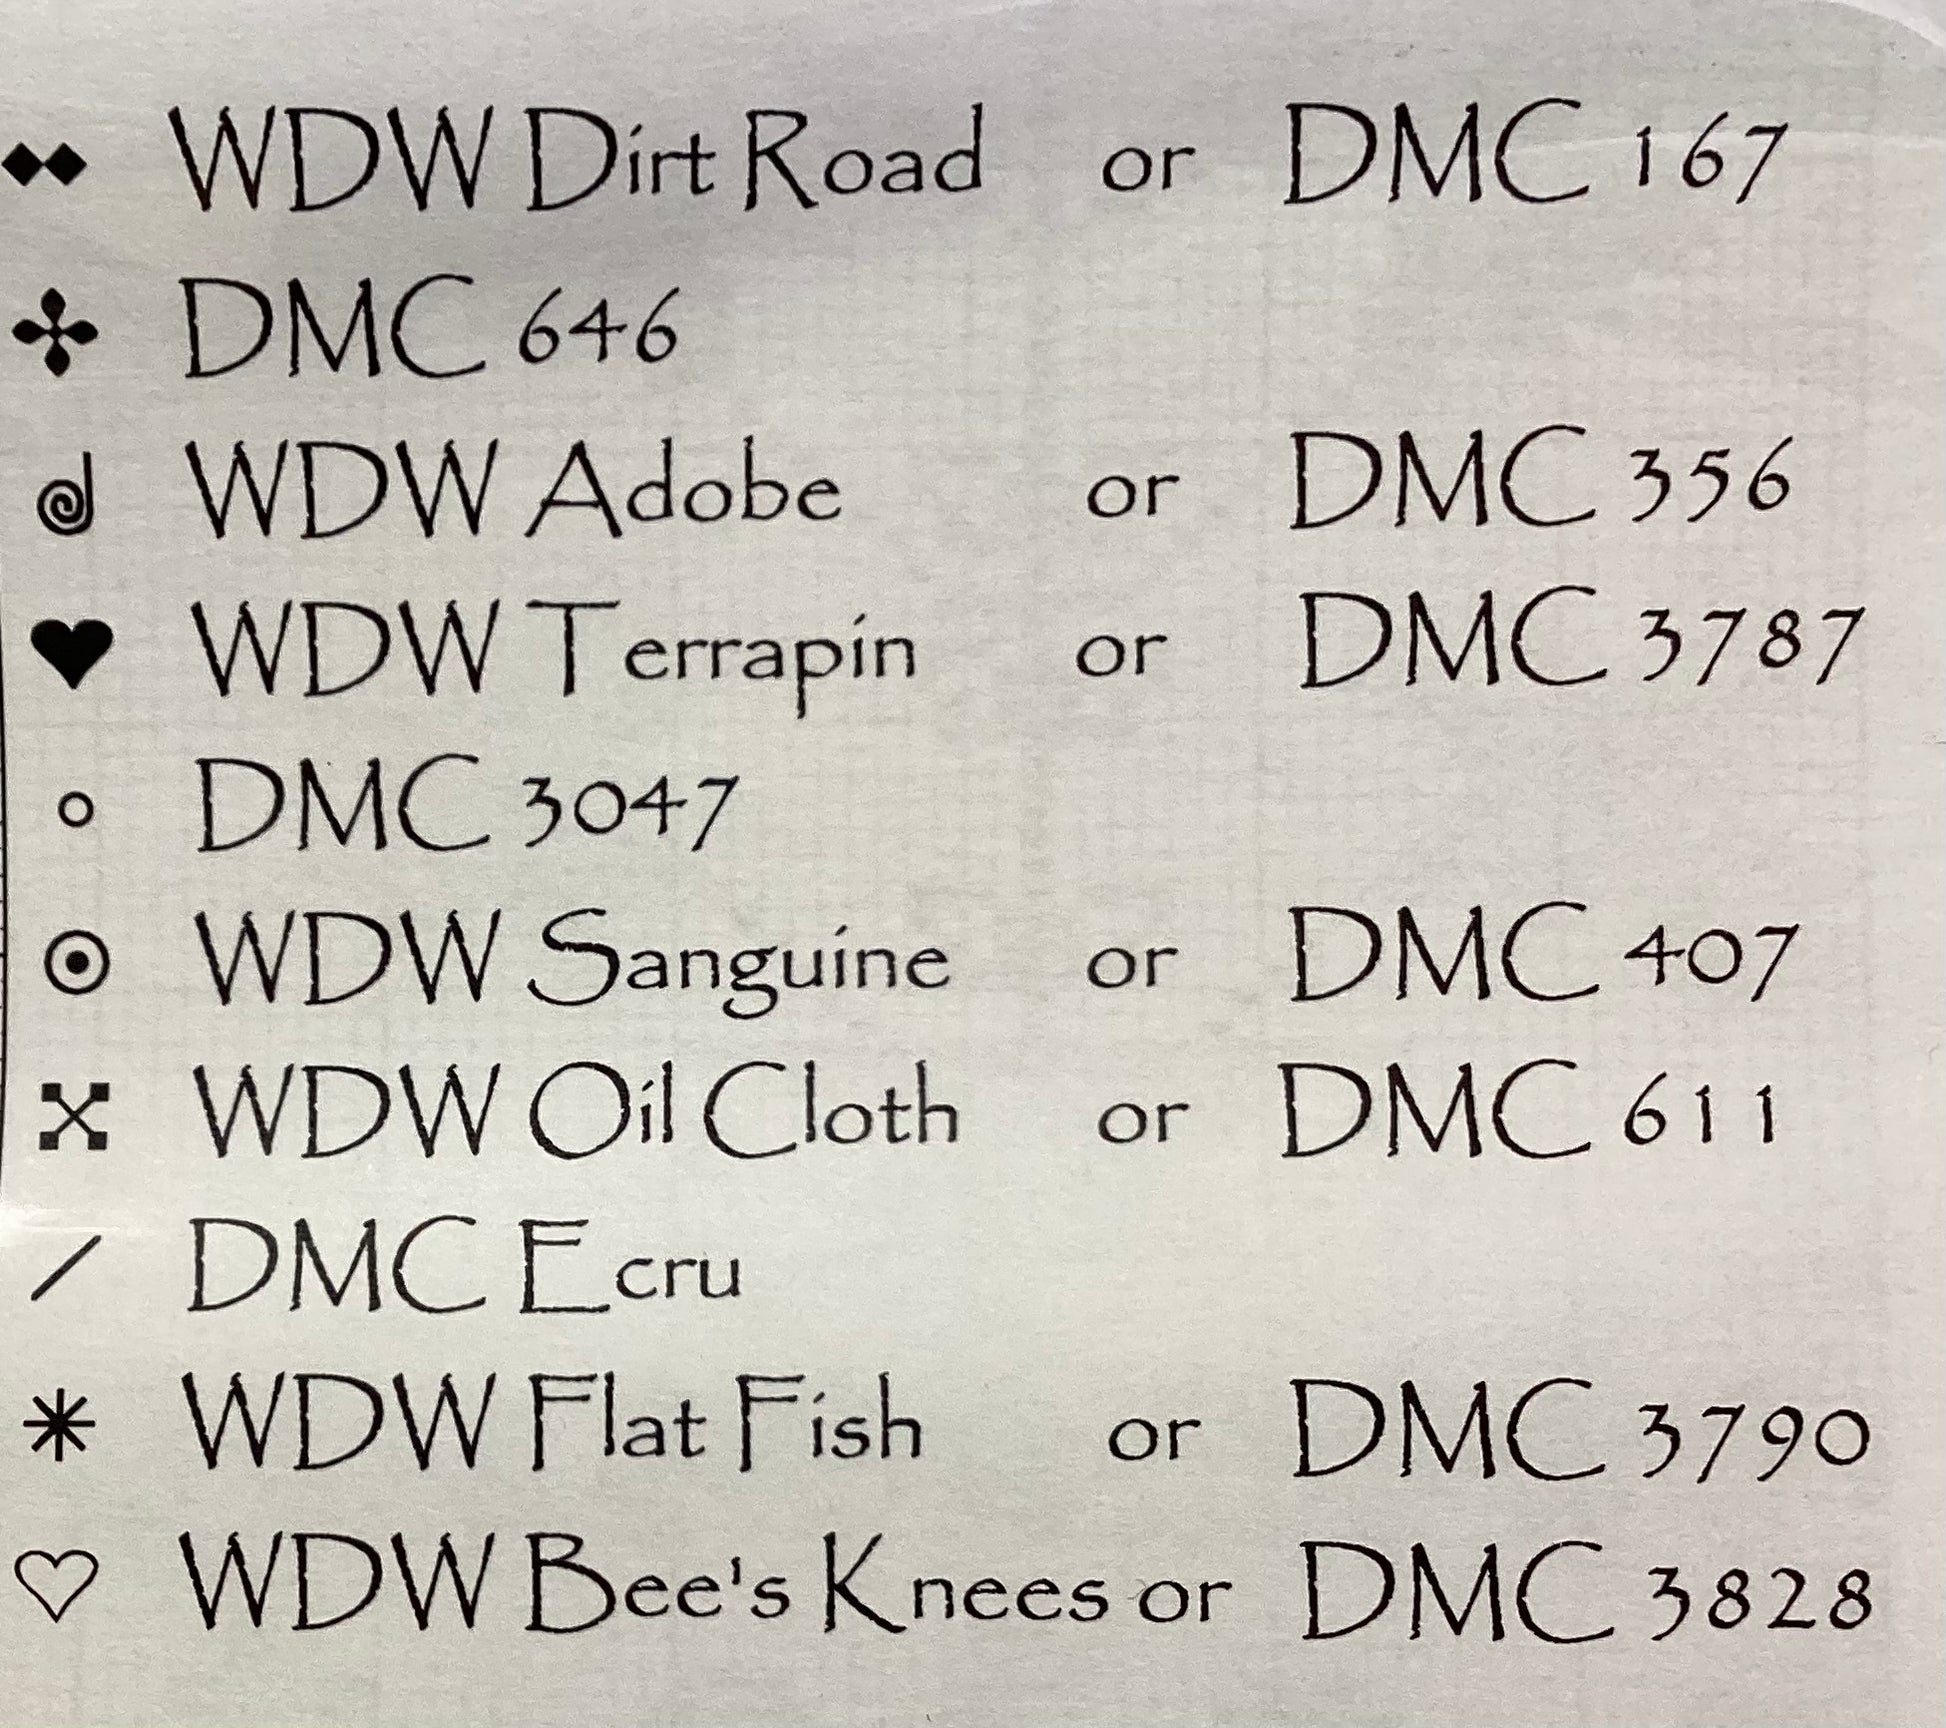 WDW Dirt Road or DMC 167
DMC 646
WDW Adobe or DMC 356
WDW Terrapin or DMC 3787
DMC 3047
WDW Sanguine or DMC 407
WDW Oil Cloth or DMC 611
DMC Ecru
WDW Flat Fish or DMC 3790
WDW Bee's Knees or DMC 3828